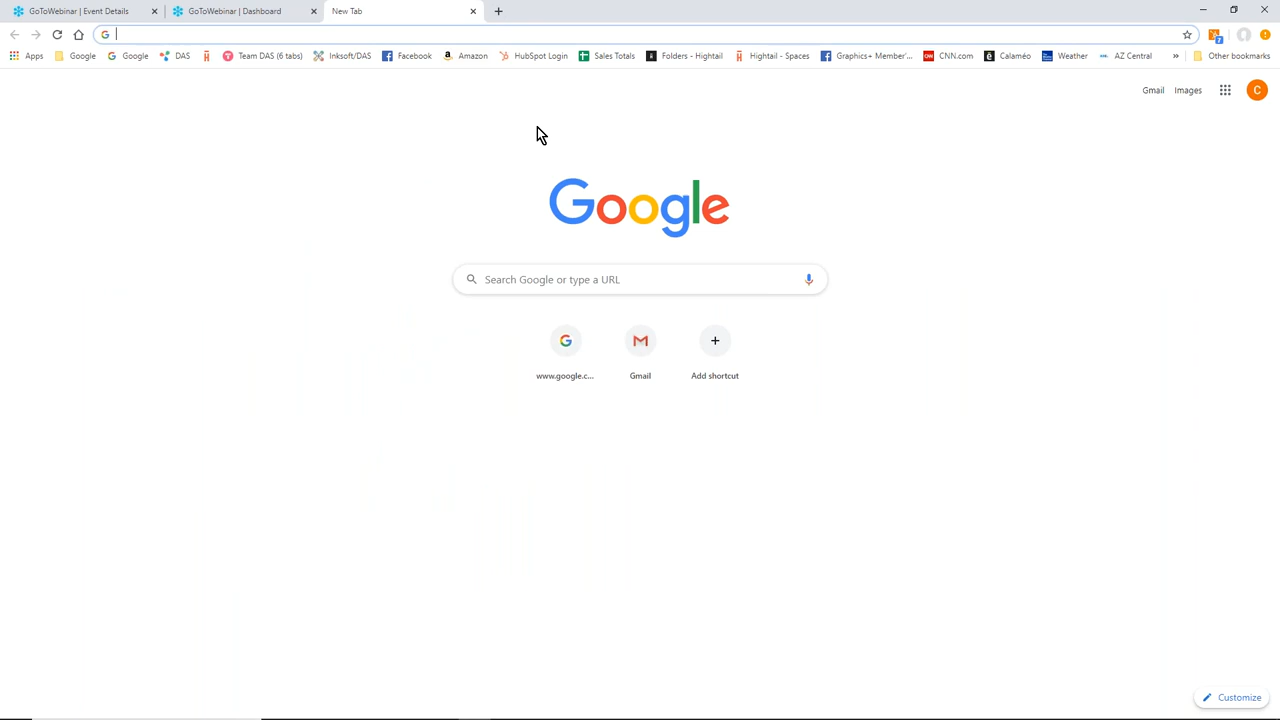 GoToWebinar | Event Details
GoToWebinar | Dashboard
New Tab
Apps
Google
Google
DAS
Team DAS (6 tabs)
Inksoft/DAS
Facebook
Amazon
HubSpot Login
Sales Totals
Folders - Hightail
Hightail - Spaces
Graphics+ Member'...
CNN.com
Calaméo
Weather
AZ Central
»
Other bookmarks
Gmail
Images
C
Google
Search Google or type a URL
www.google.c...
Gmail
Add shortcut
Customize